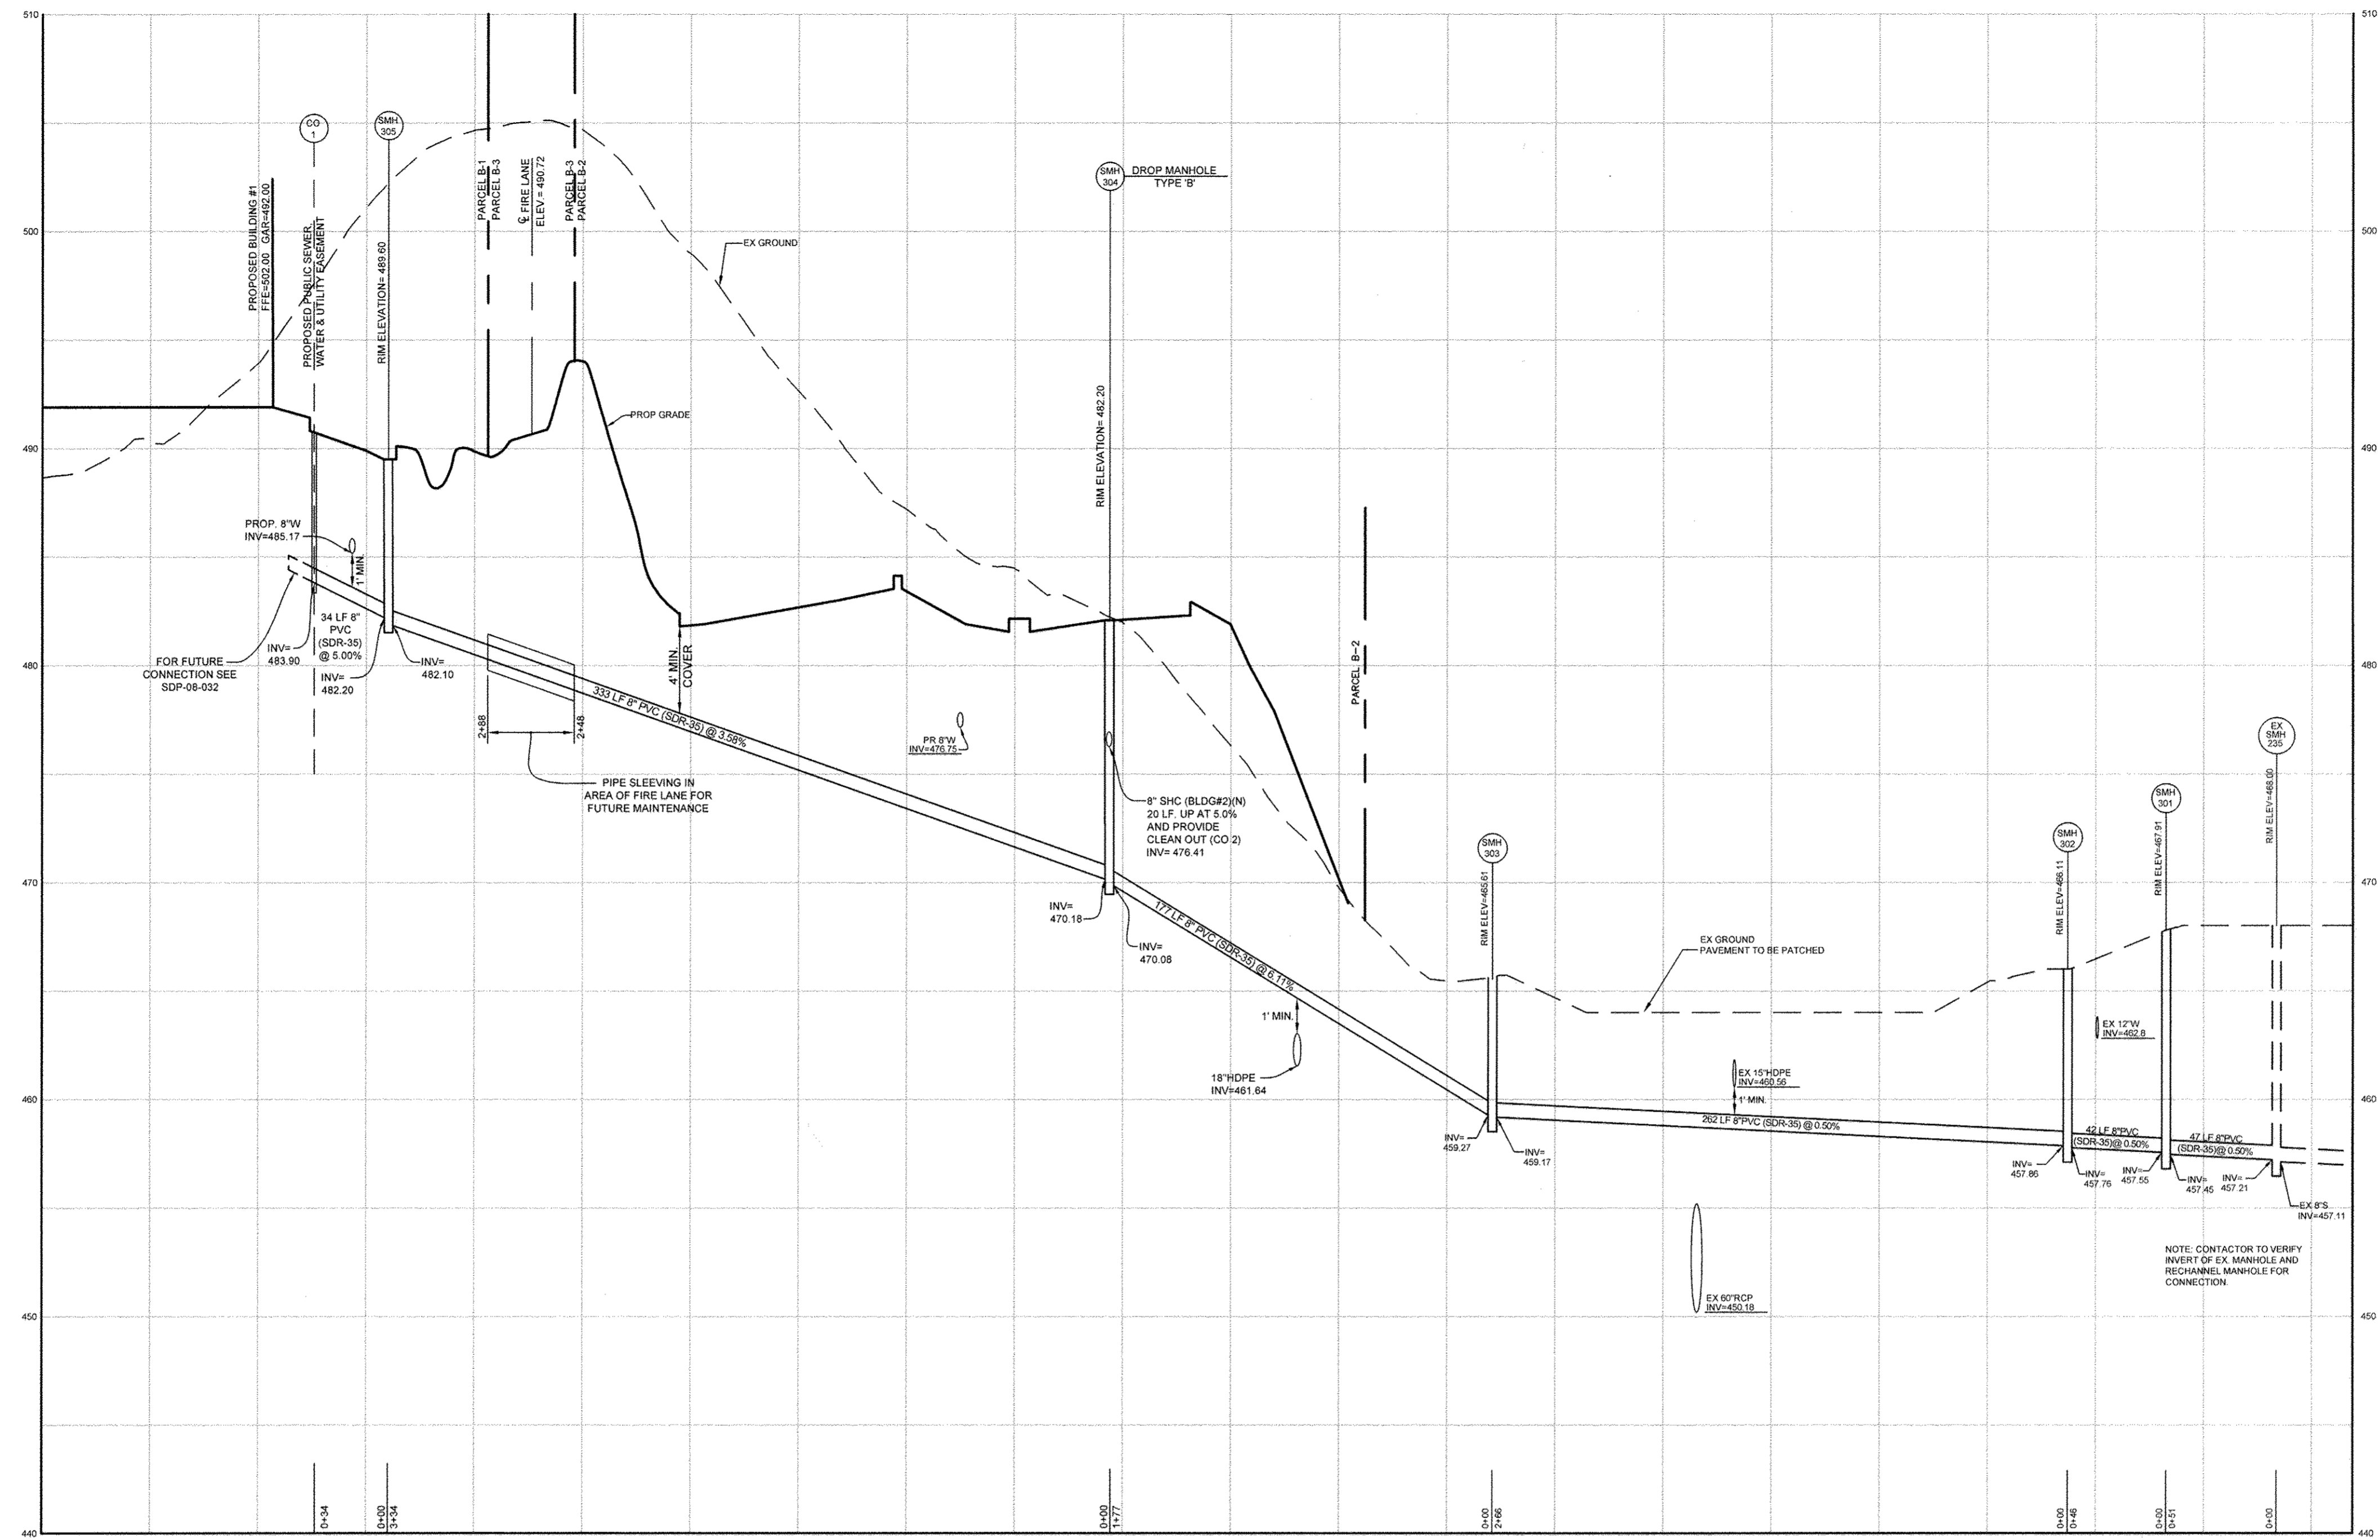 510
510
CO
1
SMH
305
PARCEL B-1
PARCEL B-3
℄ FIRE LANE
ELEV.= 490.72
PARCEL B-3
PARCEL B-2
SMH
304
DROP MANHOLE
TYPE 'B'
PROPOSED BUILDING #1
FFE=502.00 GAR=492.00
PROPOSED PUBLIC SEWER,
WATER & UTILITY EASEMENT
RIM ELEVATION= 489.60
500
500
EX GROUND
RIM ELEVATION= 482.20
PROP GRADE
490
490
PROP. 8"W
INV=485.17
1' MIN.
34 LF 8"
PVC
(SDR-35)
@ 5.00%
INV=
483.90
FOR FUTURE
CONNECTION SEE
SDP-08-032
INV=
482.20
INV=
482.10
480
480
4' MIN.
COVER
333 LF 8" PVC (SDR-35) @ 3.58%
2+88
2+48
PIPE SLEEVING IN
AREA OF FIRE LANE FOR
FUTURE MAINTENANCE
PR 8"W
INV=476.75
8" SHC (BLDG#2)(N)
20 LF. UP AT 5.0%
AND PROVIDE
CLEAN OUT (CO 2)
INV= 476.41
PARCEL B-2
EX
SMH
235
SMH
301
SMH
302
SMH
303
RIM ELEV=465.61
RIM ELEV=466.11
RIM ELEV=467.91
RIM ELEV=468.00
470
470
INV=
470.18
INV=
470.08
177 LF 8" PVC (SDR-35) @ 6.11%
EX GROUND
PAVEMENT TO BE PATCHED
1' MIN.
18"HDPE
INV=461.64
EX 12"W
INV=462.8
EX 15"HDPE
INV=460.56
1' MIN.
460
460
262 LF 8"PVC (SDR-35) @ 0.50%
42 LF 8"PVC
(SDR-35)@ 0.50%
47 LF 8"PVC
(SDR-35)@ 0.50%
INV=
459.27
INV=
459.17
INV=
457.86
INV=
457.76
INV=
457.55
INV=
457.45
INV=
457.21
EX 8"S
INV=457.11
NOTE: CONTACTOR TO VERIFY
INVERT OF EX. MANHOLE AND
RECHANNEL MANHOLE FOR
CONNECTION.
EX 60"RCP
INV=450.18
450
450
0+34
0+00
3+34
0+00
1+77
0+00
2+66
0+00
0+46
0+00
0+51
0+00
440
440